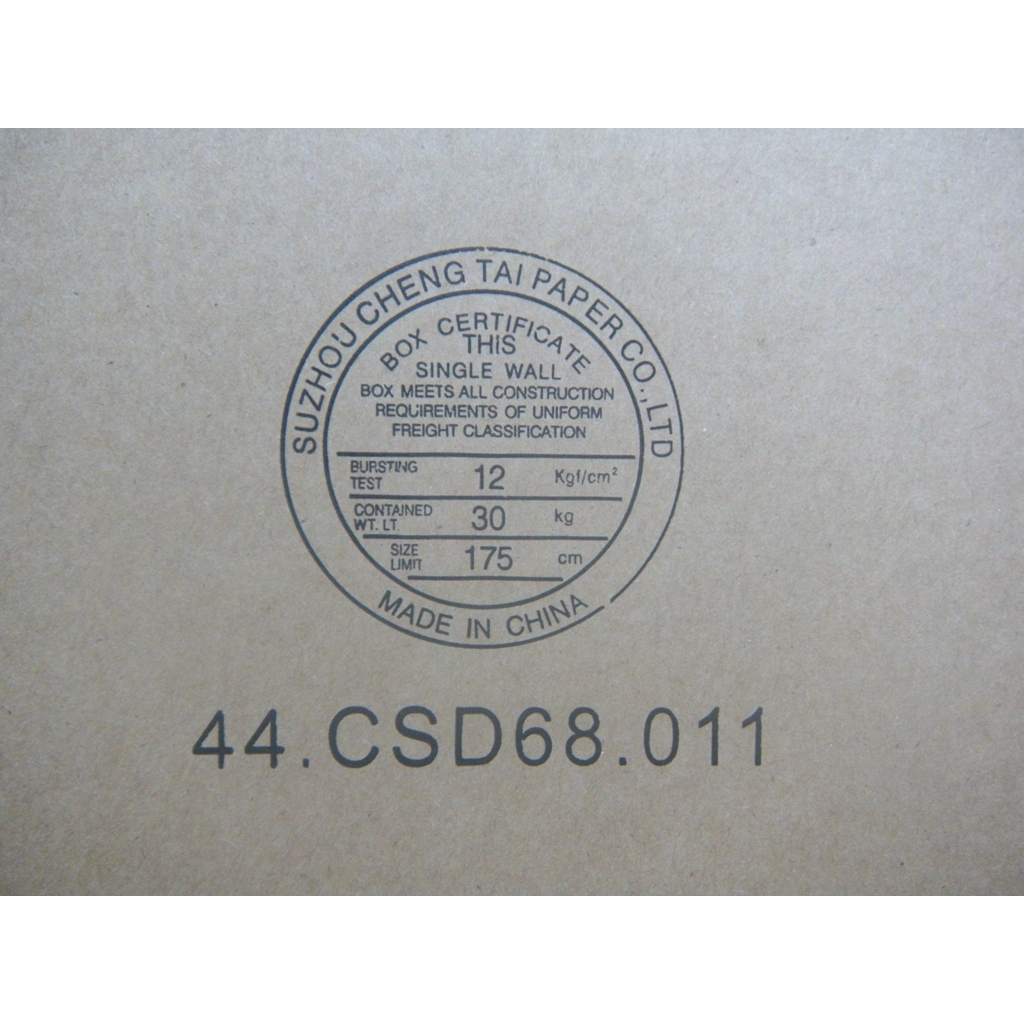 SUZHOU CHENG TAI PAPER CO.,LTD
BOX CERTIFICATE
THIS
SINGLE WALL
BOX MEETS ALL CONSTRUCTION
REQUIREMENTS OF UNIFORM
FREIGHT CLASSIFICATION
BURSTING TEST 12 Kgf/cm²
CONTAINED WT. LT. 30 kg
SIZE LIMIT 175 cm
MADE IN CHINA
44.CSD68.011